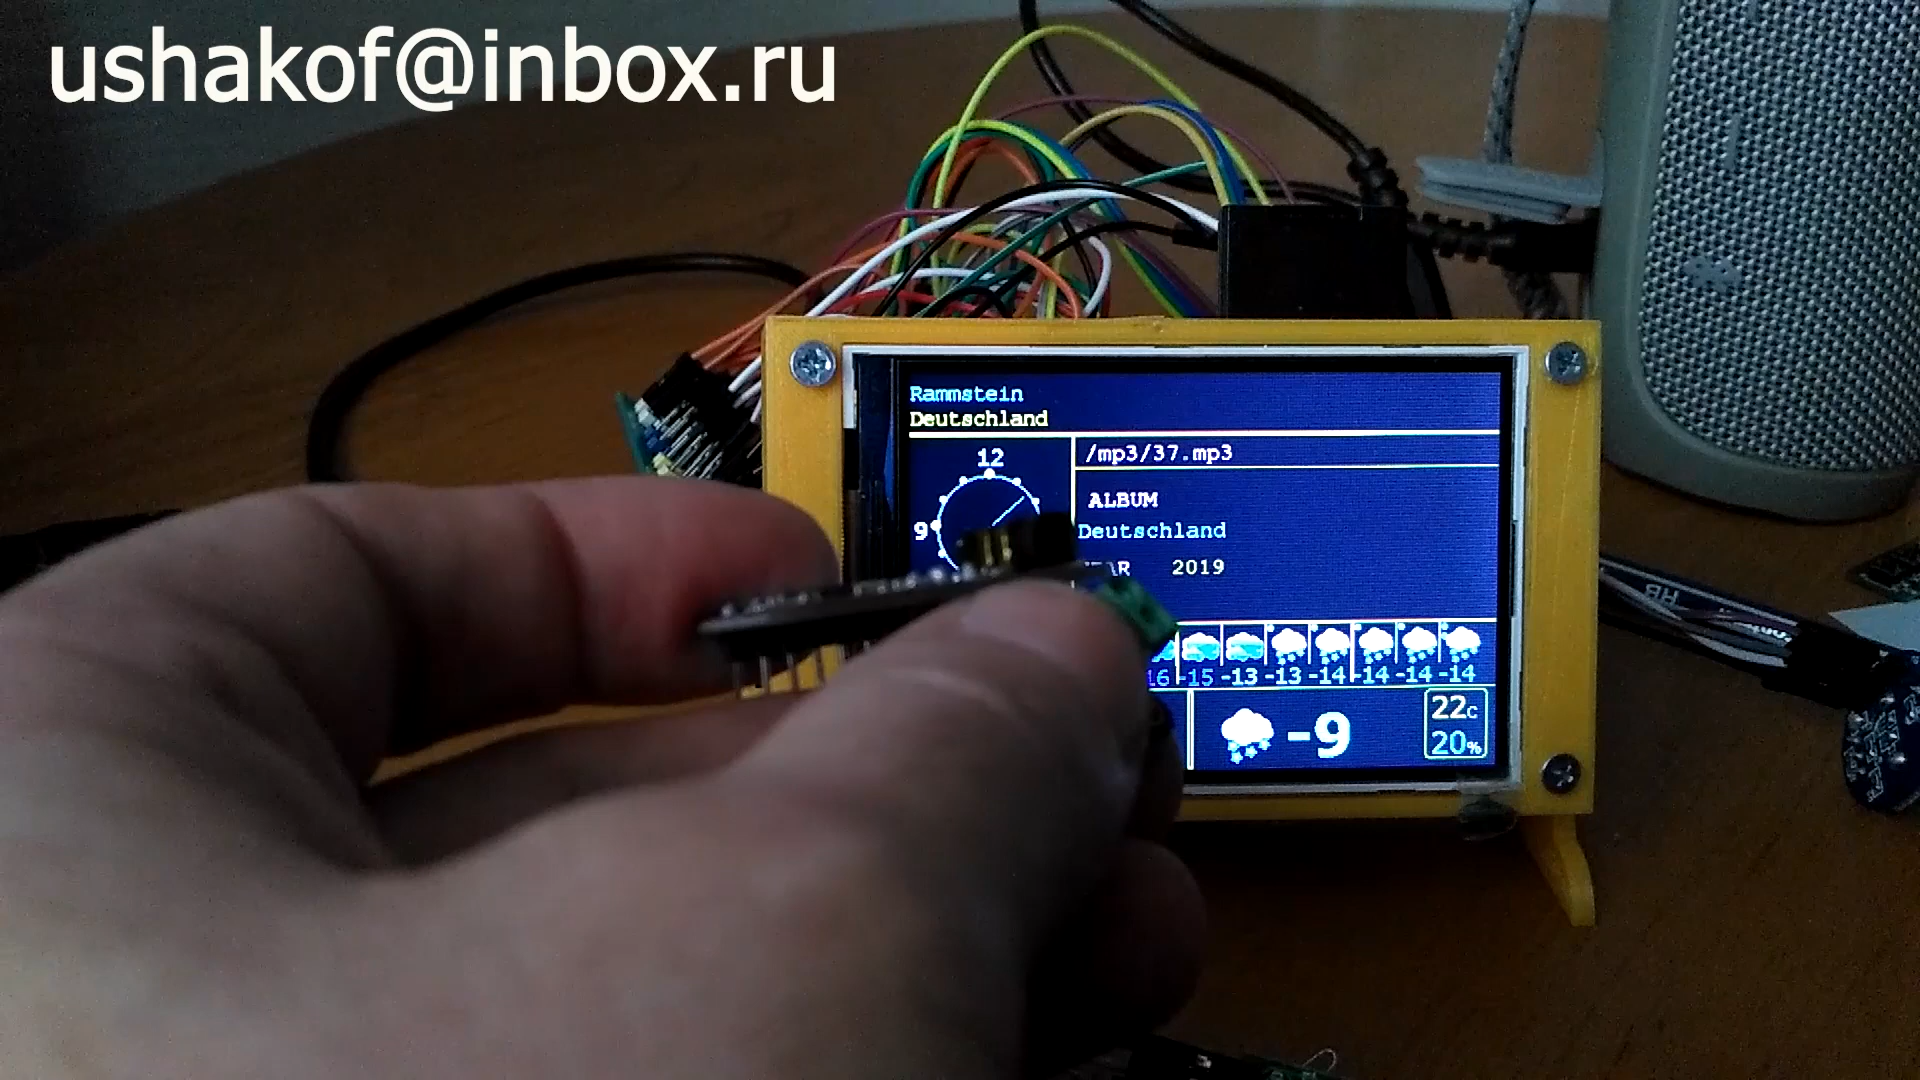 ushakof@inbox.ru
Rammstein
Deutschland
12
/mp3/37.mp3
ALBUM
9
Deutschland
2019
-15 -13 -13 -14 -14 -14 -14
-9
22c
20%